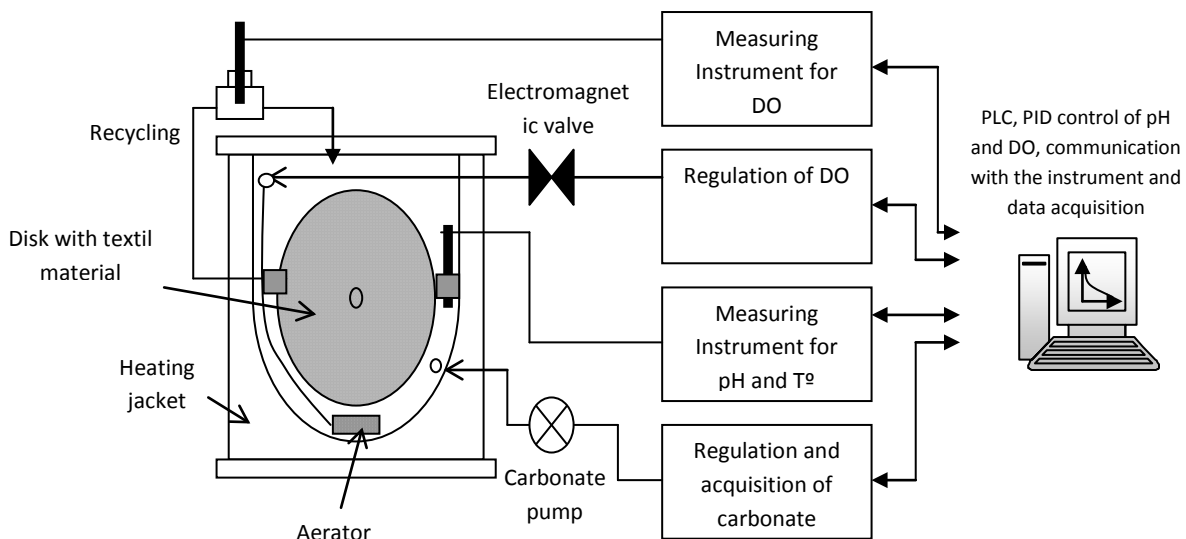 Measuring
Instrument for
DO
Electromagnet
ic valve
Recycling
PLC, PID control of pH
and DO, communication
with the instrument and
data acquisition
Regulation of DO
Disk with textil
material
Measuring
Instrument for
pH and Tº
Heating
jacket
Carbonate
pump
Regulation and
acquisition of
carbonate
Aerator